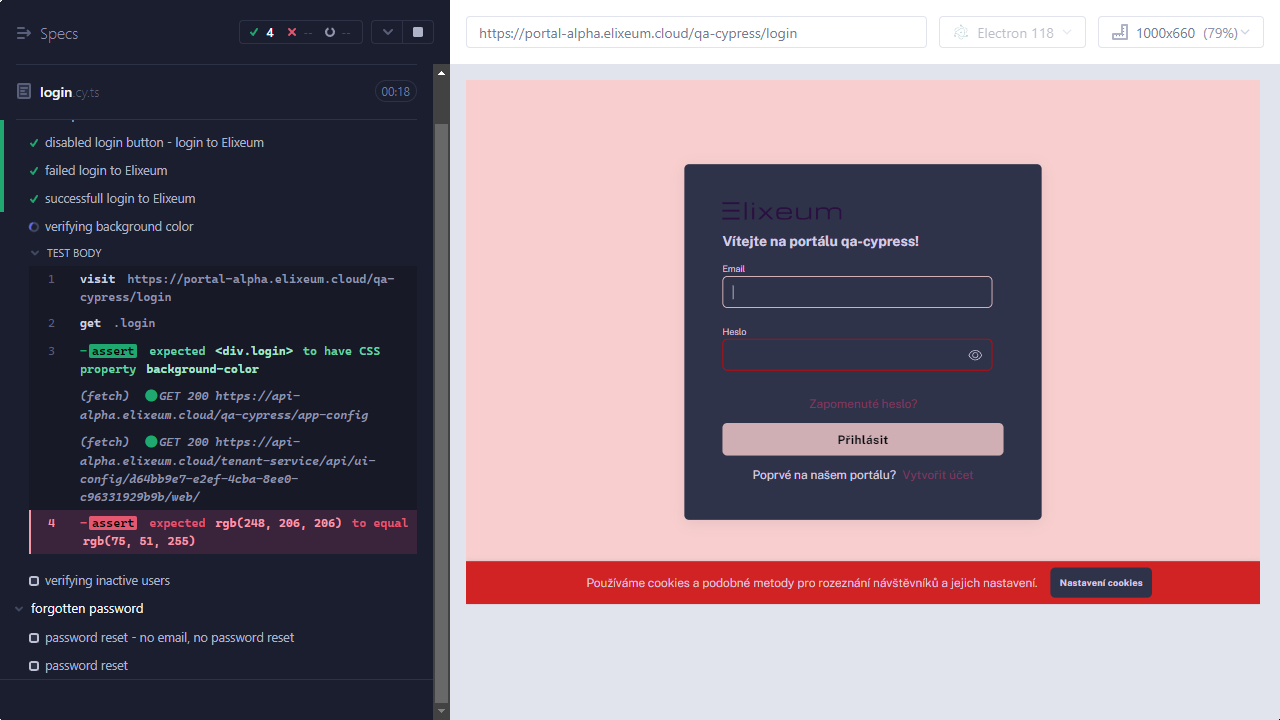 Specs
4
--
--
https://portal-alpha.elixeum.cloud/qa-cypress/login
Electron 118
1000x660 (79%)
login.cy.ts
00:18
disabled login button - login to Elixeum
failed login to Elixeum
successfull login to Elixeum
verifying background color
TEST BODY
1 visit https://portal-alpha.elixeum.cloud/qa-
cypress/login
2 get .login
3 -assert expected <div.login> to have CSS
property background-color
(fetch) GET 200 https://api-
alpha.elixeum.cloud/qa-cypress/app-config
(fetch) GET 200 https://api-
alpha.elixeum.cloud/tenant-service/api/ui-
config/d64bb9e7-e2ef-4cba-8ee0-
c96331929b9b/web/
4 -assert expected rgb(248, 206, 206) to equal
rgb(75, 51, 255)
verifying inactive users
forgotten password
password reset - no email, no password reset
password reset
Elixeum
Vítejte na portálu qa-cypress!
Email
Heslo
Zapomenuté heslo?
Přihlásit
Poprvé na našem portálu? Vytvořit účet
Používáme cookies a podobné metody pro rozeznání návštěvníků a jejich nastavení.
Nastavení cookies